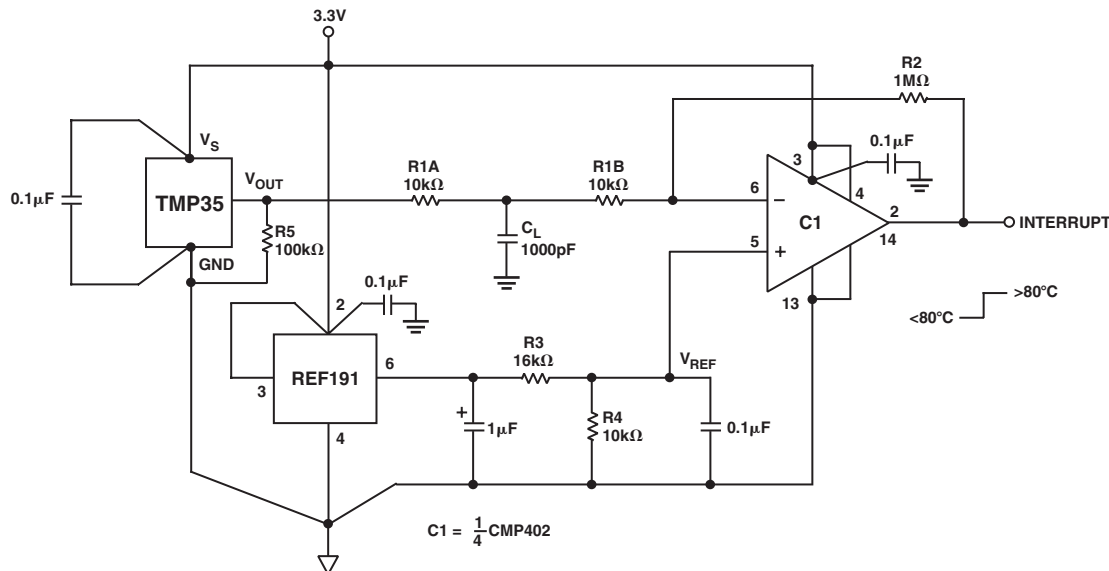 3.3V
R2
1MΩ
VS
0.1μF
TMP35
VOUT
R5
100kΩ
GND
R1A
10kΩ
CL
1000pF
R1B
10kΩ
0.1μF
3
4
6
−
C1
5
+
2
14
13
INTERRUPT
<80°C
>80°C
0.1μF
2
REF191
3
6
4
R3
16kΩ
VREF
+
1μF
R4
10kΩ
0.1μF
C1 = 1/4 CMP402